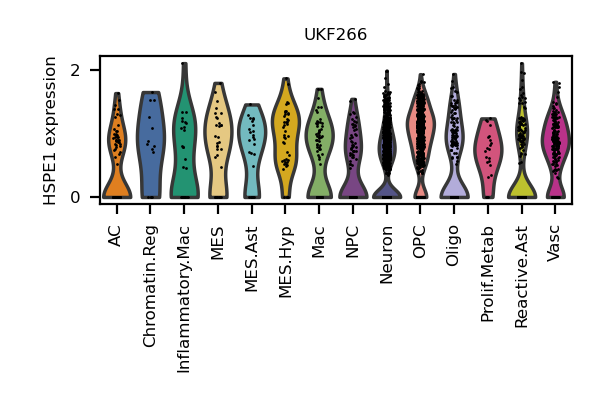 UKF266
HSPE1 expression
2
0
AC
Chromatin.Reg
Inflammatory.Mac
MES
MES.Ast
MES.Hyp
Mac
NPC
Neuron
OPC
Oligo
Prolif.Metab
Reactive.Ast
Vasc